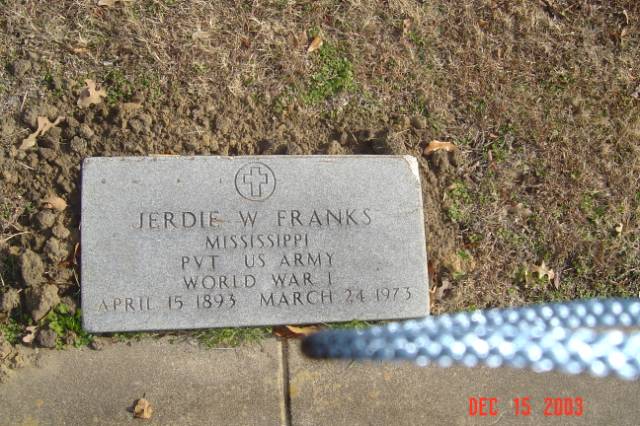 JERDIE W FRANKS
MISSISSIPPI
PVT US ARMY
WORLD WAR I
APRIL 15 1893 MARCH 24 1973
DEC 15 2003